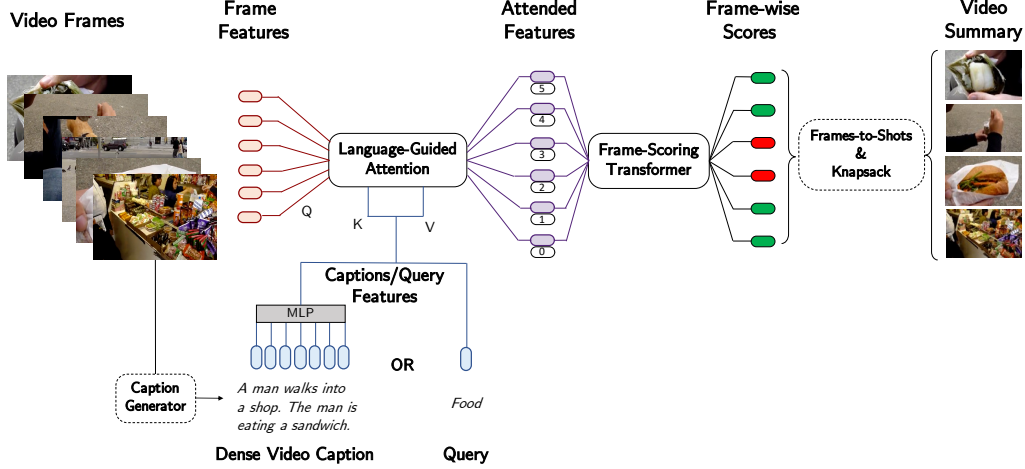 Video Frames
Frame
Features
Attended
Features
Frame-wise
Scores
Video
Summary
Language-Guided
Attention
Q
K
V
5
4
3
2
1
0
Frame-Scoring
Transformer
Frames-to-Shots
&
Knapsack
Captions/Query
Features
MLP
OR
Caption
Generator
A man walks into
a shop. The man is
eating a sandwich.
Food
Dense Video Caption
Query